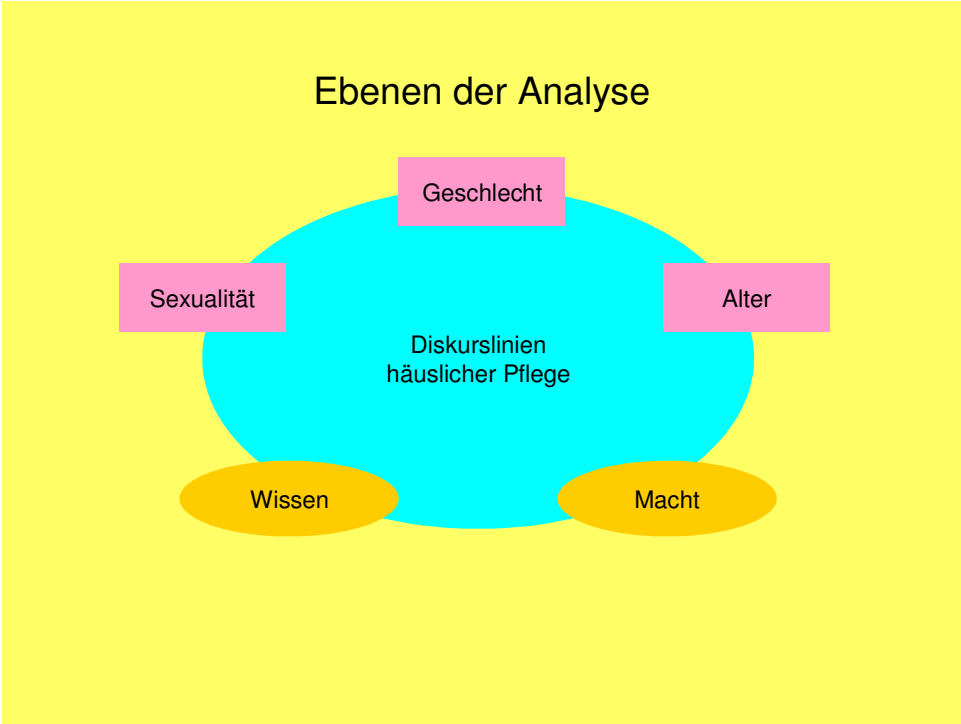 Ebenen der Analyse
Geschlecht
Sexualität
Alter
Diskurslinien
häuslicher Pflege
Wissen
Macht